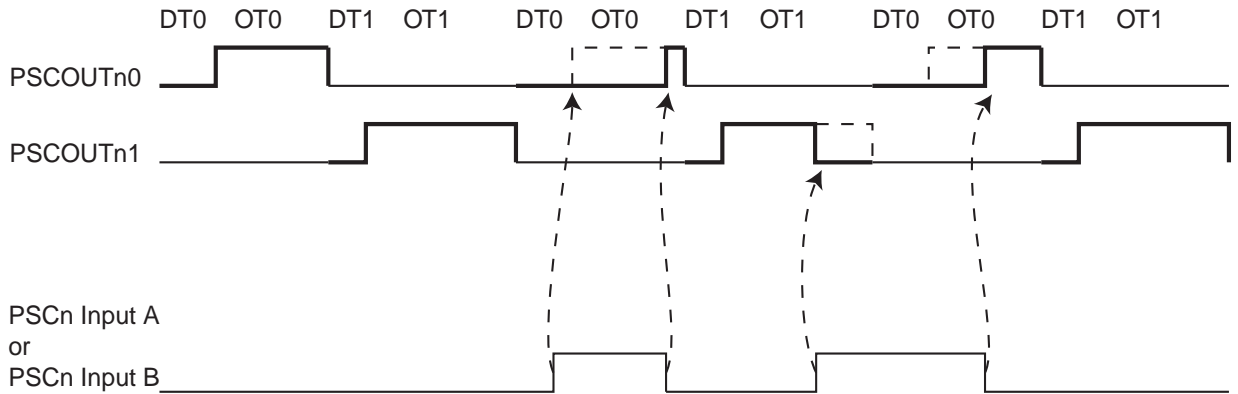 DT0 OT0 DT1 OT1 DT0 OT0 DT1 OT1 DT0 OT0 DT1 OT1
PSCOUTn0
PSCOUTn1
PSCn Input A
or
PSCn Input B